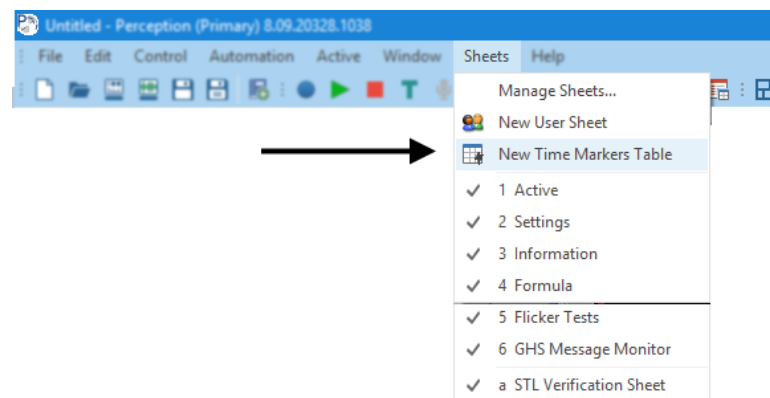 Untitled - Perception (Primary) 8.09.20328.1038
File Edit Control Automation Active Window Sheets Help
Manage Sheets...
New User Sheet
New Time Markers Table
1 Active
2 Settings
3 Information
4 Formula
5 Flicker Tests
6 GHS Message Monitor
a STL Verification Sheet